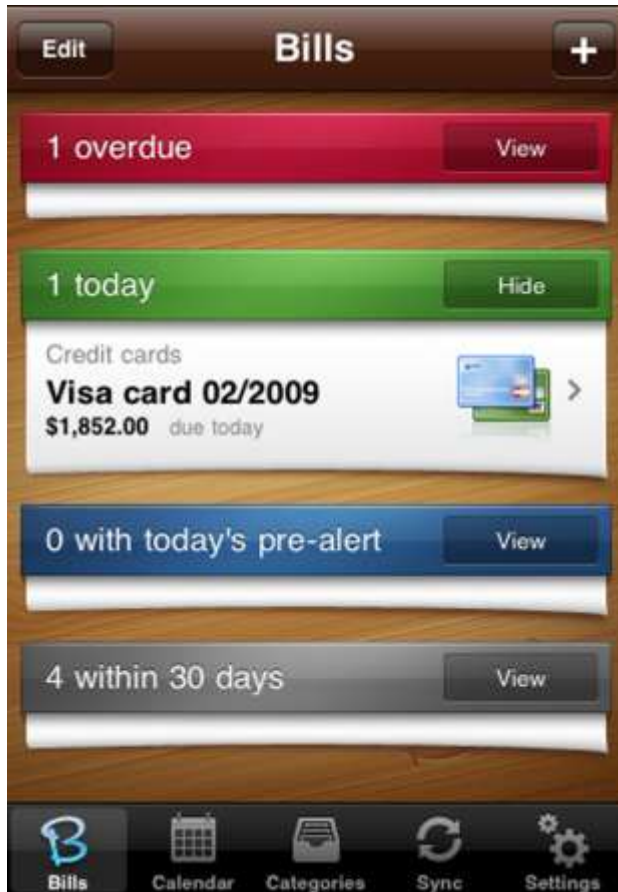 Edit Bills +
1 overdue View
1 today Hide
Credit cards
Visa card 02/2009
$1,852.00 due today
0 with today's pre-alert View
4 within 30 days View
Bills Calendar Categories Sync Settings